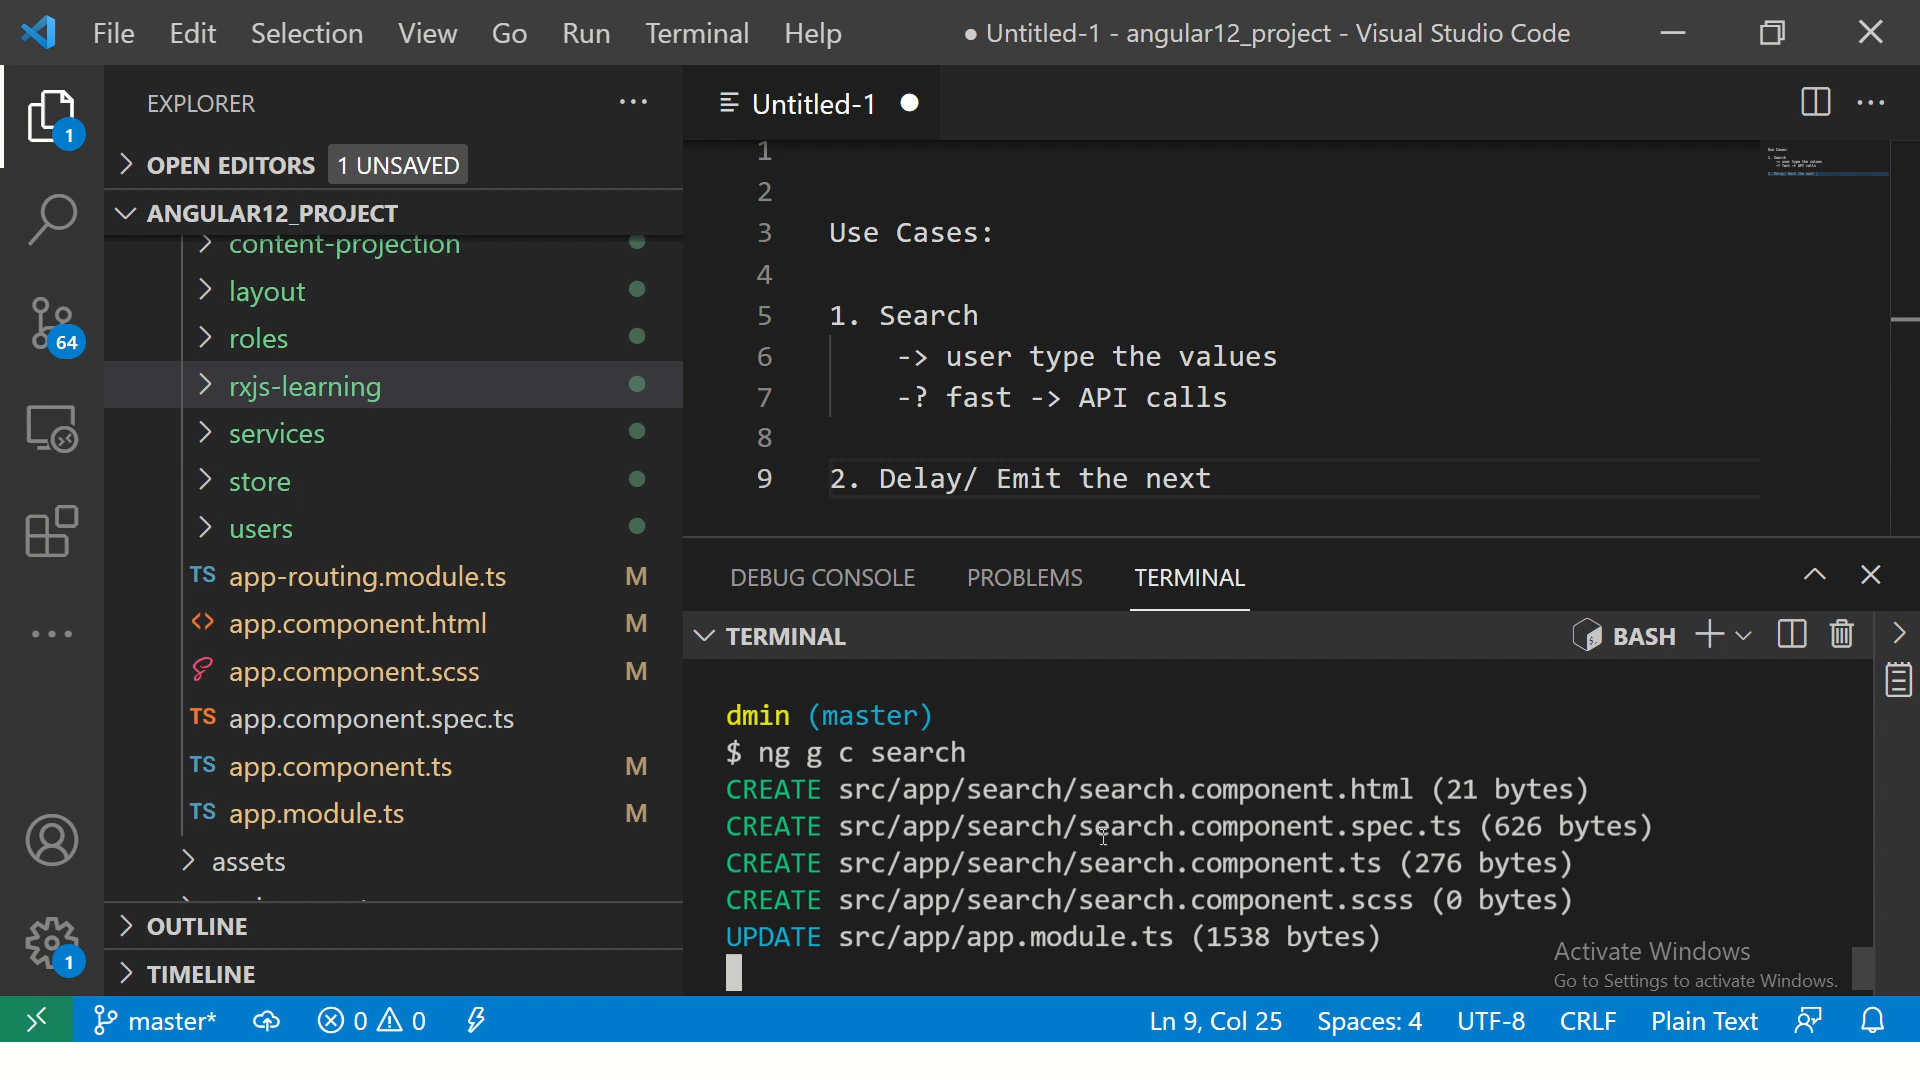 File Edit Selection View Go Run Terminal Help ● Untitled-1 - angular12_project - Visual Studio Code
EXPLORER
OPEN EDITORS 1 UNSAVED
ANGULAR12_PROJECT
content-projection
layout
roles
rxjs-learning
services
store
users
TS app-routing.module.ts M
<> app.component.html M
app.component.scss M
TS app.component.spec.ts
TS app.component.ts M
TS app.module.ts M
assets
OUTLINE
TIMELINE
1
64
1
Untitled-1
1
2
3 Use Cases:
4
5 1. Search
6 -> user type the values
7 -? fast -> API calls
8
9 2. Delay/ Emit the next
DEBUG CONSOLE PROBLEMS TERMINAL
TERMINAL BASH
dmin (master)
$ ng g c search
CREATE src/app/search/search.component.html (21 bytes)
CREATE src/app/search/search.component.spec.ts (626 bytes)
CREATE src/app/search/search.component.ts (276 bytes)
CREATE src/app/search/search.component.scss (0 bytes)
UPDATE src/app/app.module.ts (1538 bytes)
Activate Windows
Go to Settings to activate Windows.
master* 0 0 Ln 9, Col 25 Spaces: 4 UTF-8 CRLF Plain Text